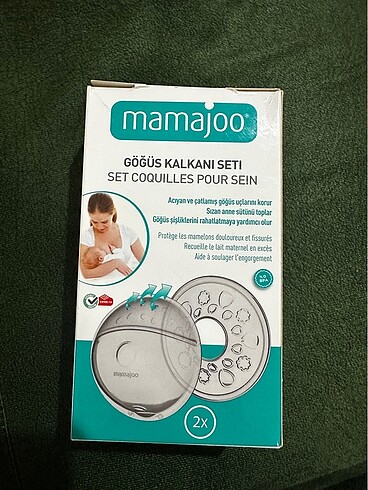 mamajoo®
GÖĞÜS KALKANI SETİ
SET COQUILLES POUR SEIN
Acıyan ve çatlamış göğüs uçlarını korur
Sızan anne sütünü toplar
Göğüs şişliklerini rahatlatmaya yardımcı olur
Protège les mamelons douloureux et fissurés
Recueille le lait maternel en excès
Aide à soulager l'engorgement
%0
BPA
mamajoo
2x